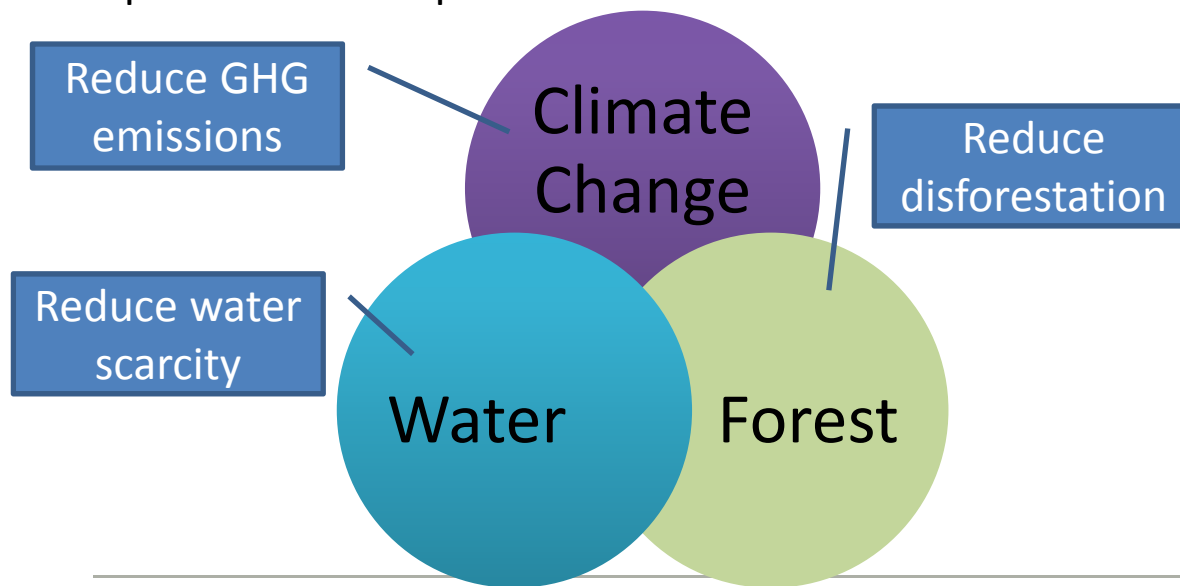 Reduce GHG
emissions
Climate
Change
Reduce
disforestation
Reduce water
scarcity
Water
Forest